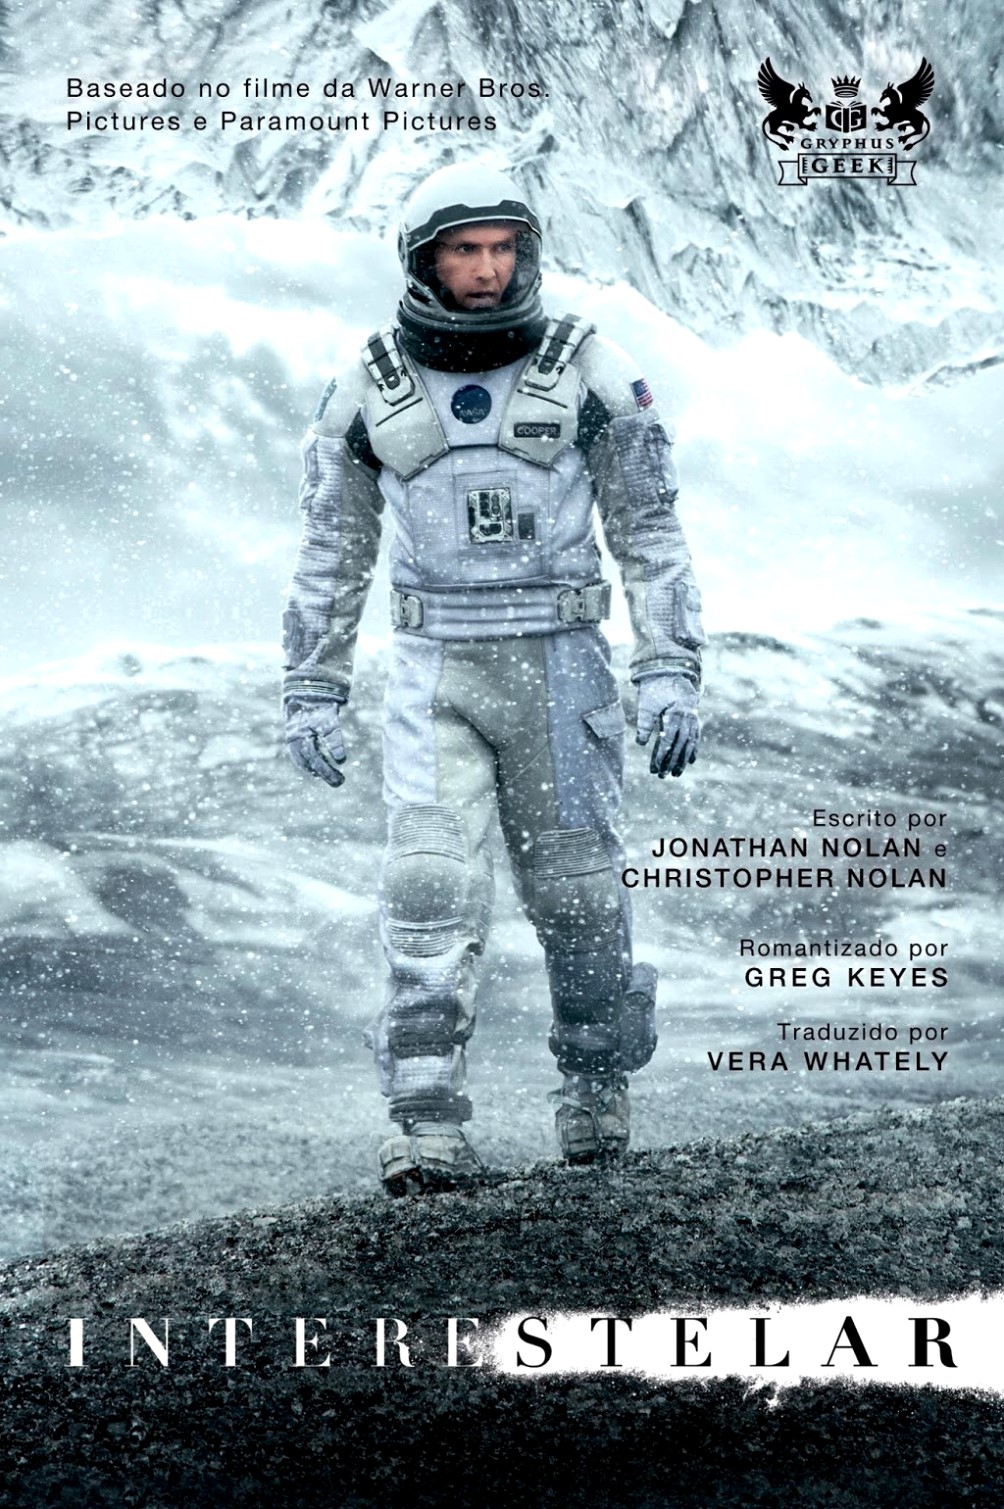 Baseado no filme da Warner Bros.
Pictures e Paramount Pictures
GRYPHUS
GEEK
NASA
COOPER
Escrito por
JONATHAN NOLAN e
CHRISTOPHER NOLAN
Romantizado por
GREG KEYES
Traduzido por
VERA WHATELY
INTERESTELAR